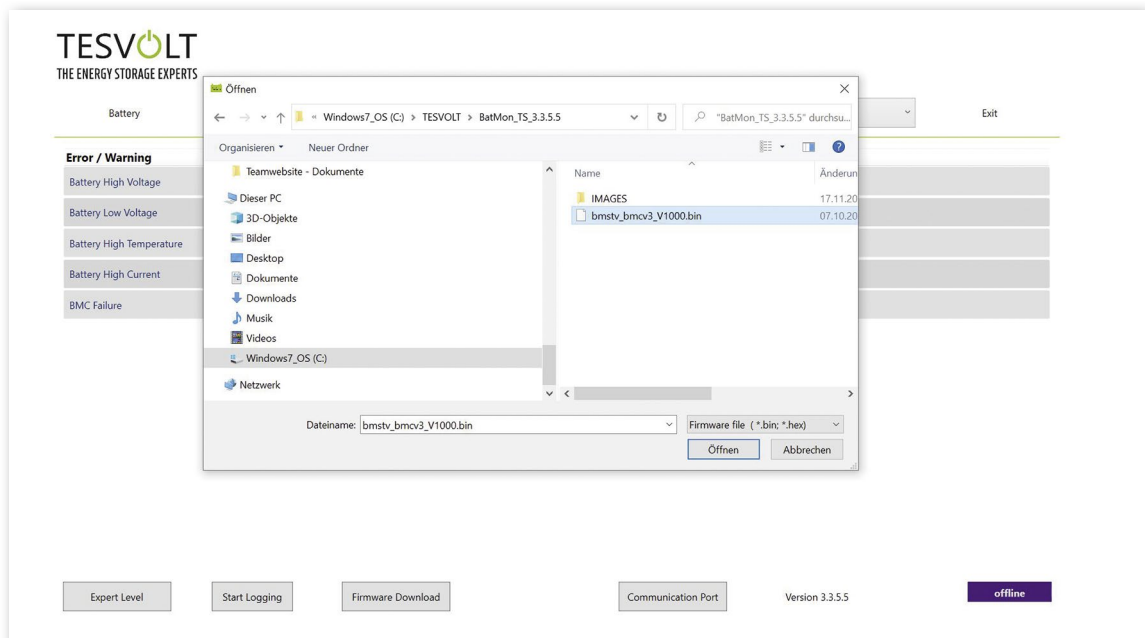 TESVOLT
THE ENERGY STORAGE EXPERTS
Battery
Exit
Error / Warning
Battery High Voltage
Battery Low Voltage
Battery High Temperature
Battery High Current
BMC Failure
Öffnen
« Windows7_OS (C:) > TESVOLT > BatMon_TS_3.3.5.5
"BatMon_TS_3.3.5.5" durchsu...
Organisieren
Neuer Ordner
Teamwebsite - Dokumente
Dieser PC
3D-Objekte
Bilder
Desktop
Dokumente
Downloads
Musik
Videos
Windows7_OS (C:)
Netzwerk
Name
Änderun
IMAGES
17.11.20
bmstv_bmcv3_V1000.bin
07.10.20
Dateiname:
bmstv_bmcv3_V1000.bin
Firmware file ( *.bin; *.hex)
Öffnen
Abbrechen
Expert Level
Start Logging
Firmware Download
Communication Port
Version 3.3.5.5
offline